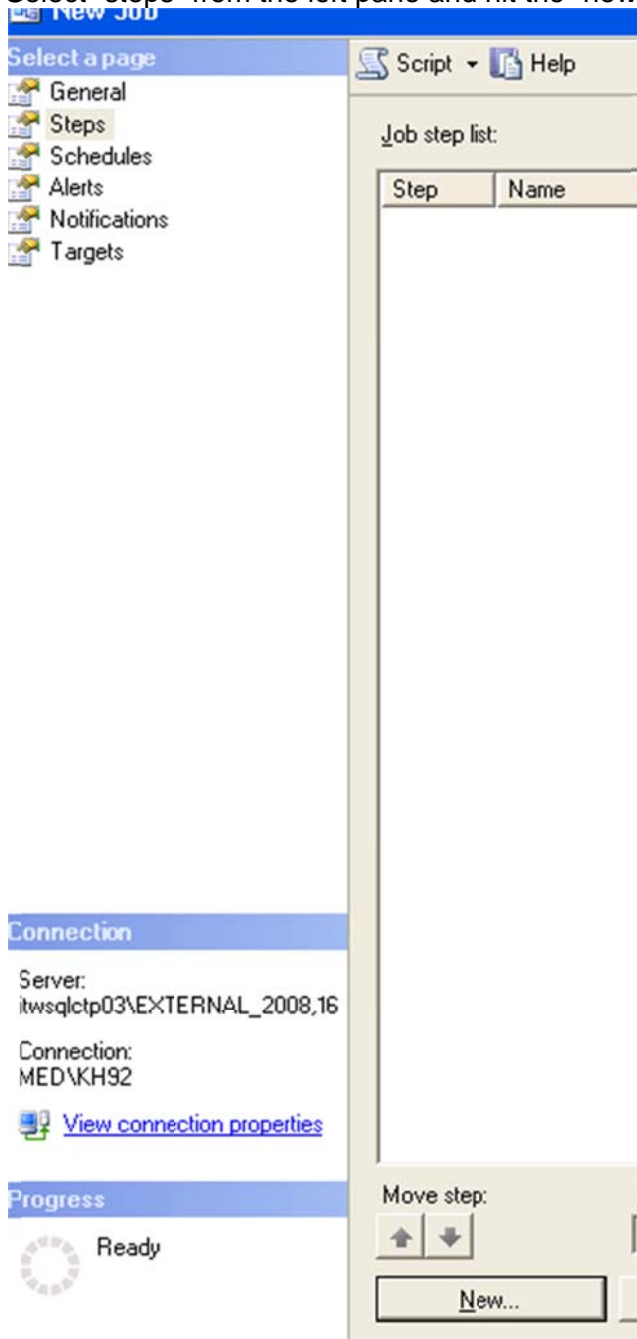 Select "steps" from the left pane and hit the "new
New Job
Select a page
General
Steps
Schedules
Alerts
Notifications
Targets
Script
Help
Job step list:
Step
Name
Connection
Server:
itwsqlctp03\EXTERNAL_2008,16
Connection:
MED\KH92
View connection properties
Progress
Ready
Move step:
New...